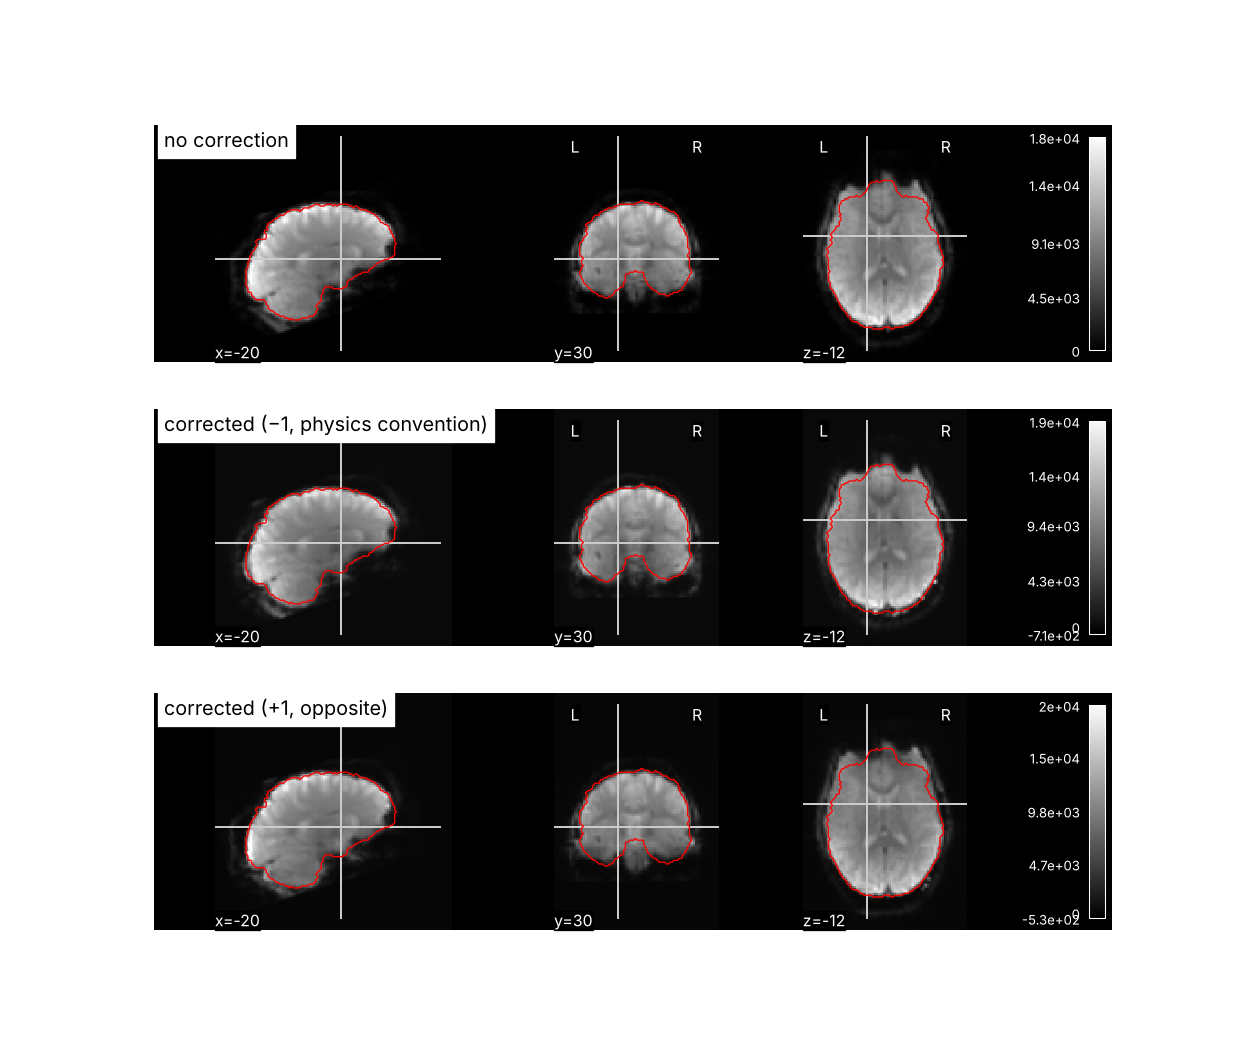 no correction
L R L R
1.8e+04
1.4e+04
9.1e+03
4.5e+03
0
x=-20 y=30 z=-12
corrected (−1, physics convention)
L R L R
1.9e+04
1.4e+04
9.4e+03
4.3e+03
0
-7.1e+02
x=-20 y=30 z=-12
corrected (+1, opposite)
L R L R
2e+04
1.5e+04
9.8e+03
4.7e+03
0
-5.3e+02
x=-20 y=30 z=-12